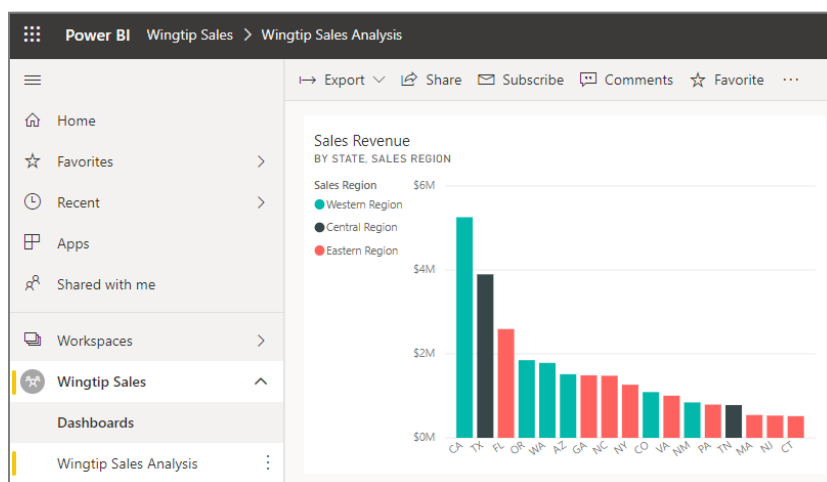 Power BI Wingtip Sales > Wingtip Sales Analysis
Export Share Subscribe Comments Favorite ...
Home
Favorites
Recent
Apps
Shared with me
Workspaces
Wingtip Sales
Dashboards
Wingtip Sales Analysis
Sales Revenue
BY STATE, SALES REGION
Sales Region
Western Region
Central Region
Eastern Region
$6M
$4M
$2M
$0M
CA TX FL OR WA AZ GA NC NY CO VA NM PA TN MA NJ CT